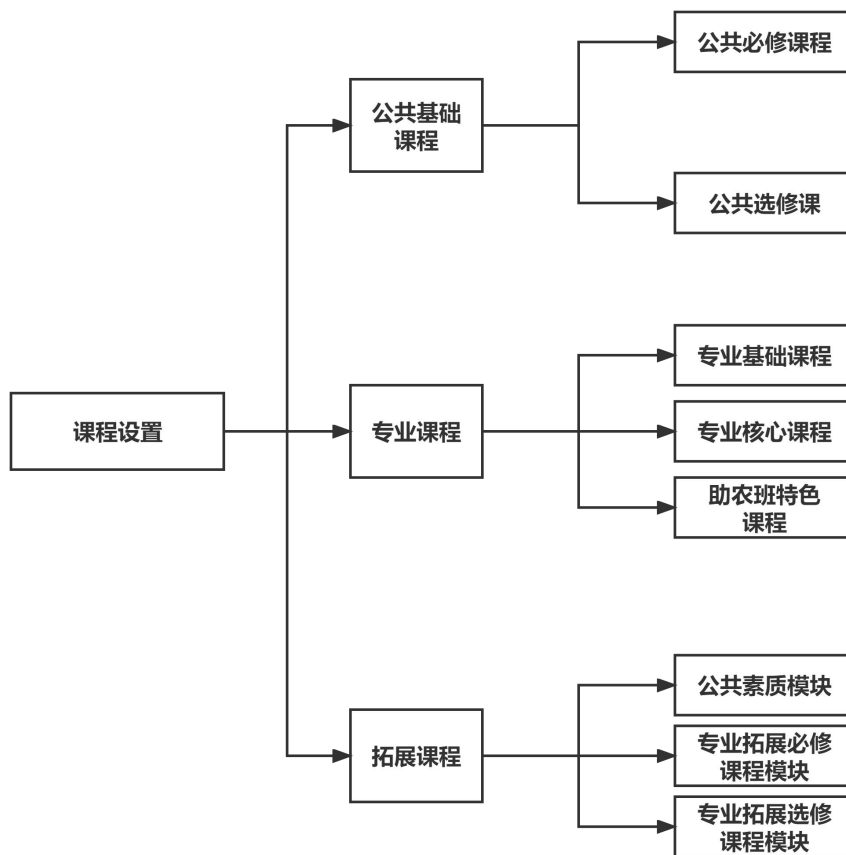 公共必修课程
公共基础
课程
公共选修课
专业基础课程
课程设置
专业课程
专业核心课程
助农班特色
课程
公共素质模块
拓展课程
专业拓展必修
课程模块
专业拓展选修
课程模块